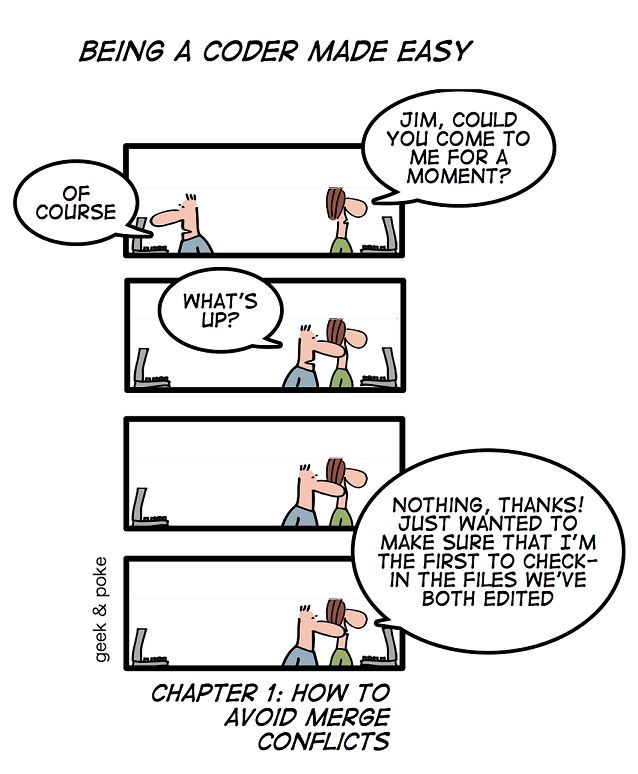 BEING A CODER MADE EASY
JIM, COULD
YOU COME TO
ME FOR A
MOMENT?
OF
COURSE
WHAT'S
UP?
NOTHING, THANKS!
JUST WANTED TO
MAKE SURE THAT I'M
THE FIRST TO CHECK-
IN THE FILES WE'VE
BOTH EDITED
geek & poke
CHAPTER 1: HOW TO
AVOID MERGE
CONFLICTS